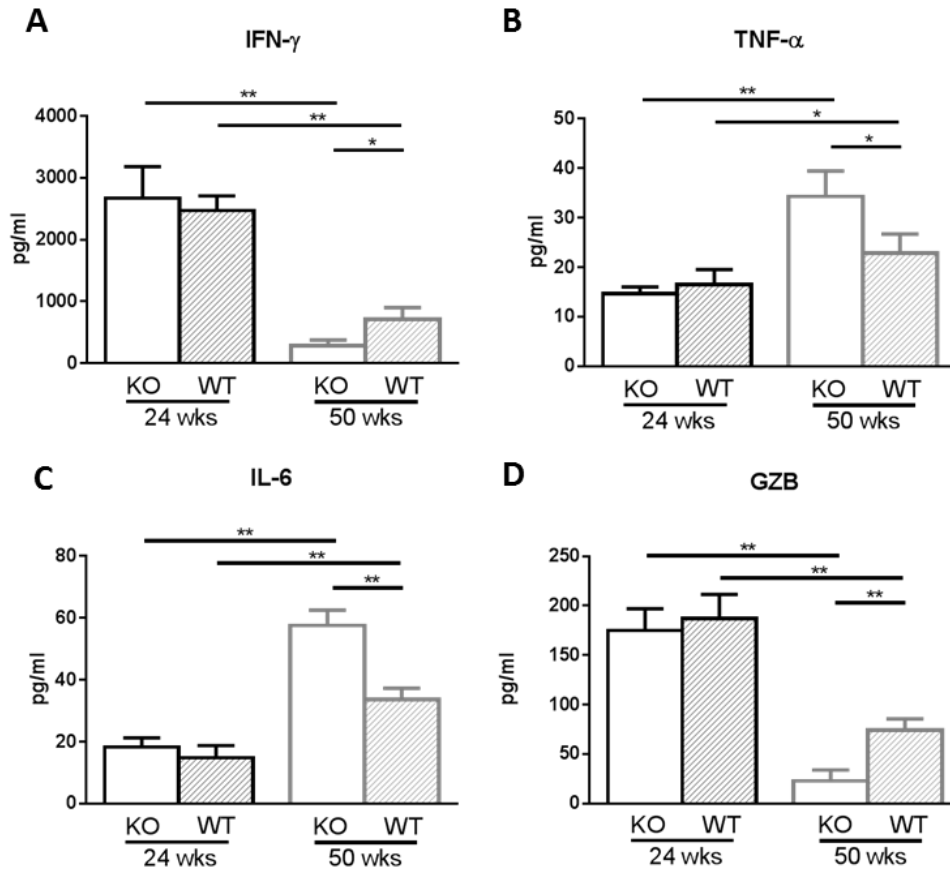 A
IFN-γ
**
**
*
4000
3000
2000
1000
0
pg/ml
KO WT KO WT
24 wks 50 wks
B
TNF-α
**
*
*
50
40
30
20
10
0
pg/ml
KO WT KO WT
24 wks 50 wks
C
IL-6
**
**
**
80
60
40
20
0
pg/ml
KO WT KO WT
24 wks 50 wks
D
GZB
**
**
**
250
200
150
100
50
0
pg/ml
KO WT KO WT
24 wks 50 wks